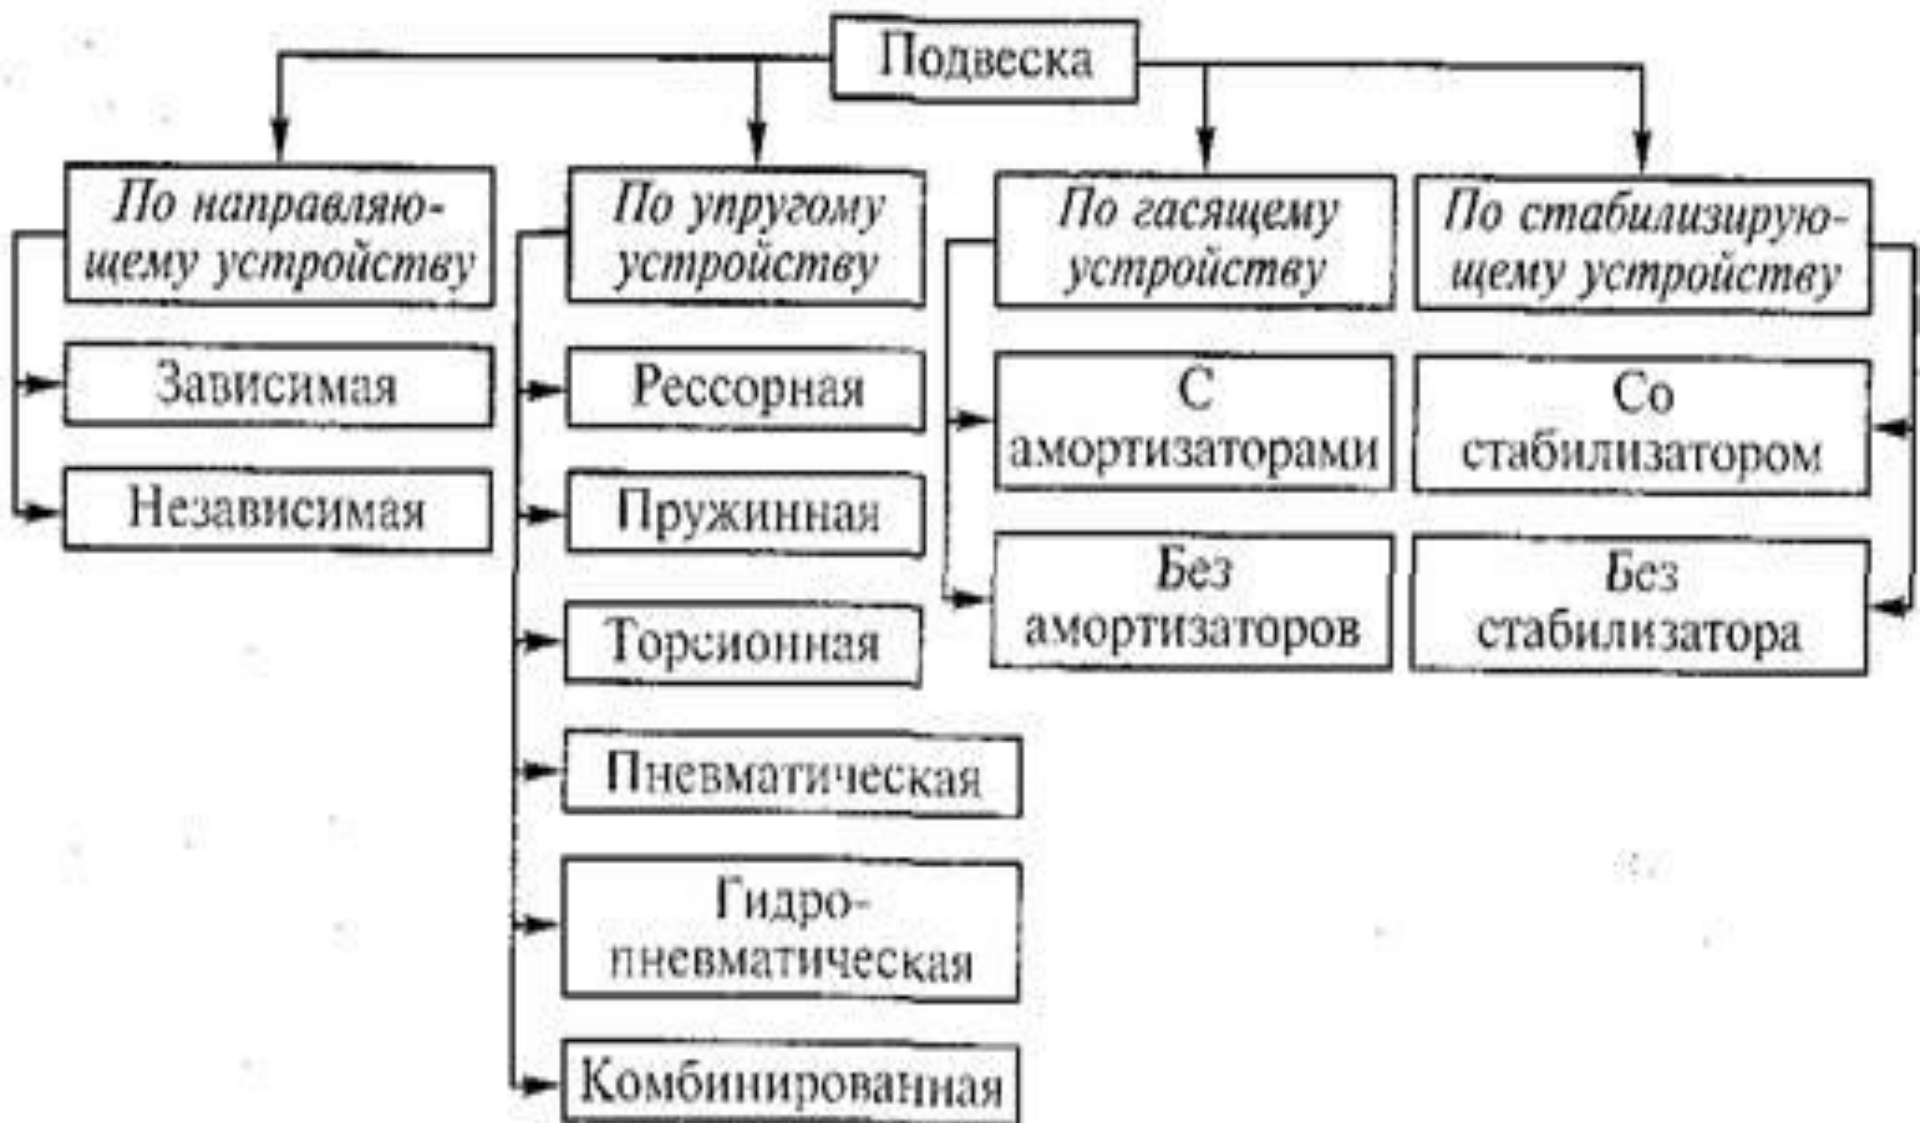 Подвеска
По направляю-
щему устройству
Зависимая
Независимая
По упругому
устройству
Рессорная
Пружинная
Торсионная
Пневматическая
Гидро-
пневматическая
Комбинированная
По гасящему
устройству
С
амортизаторами
Без
амортизаторов
По стабилизирую-
щему устройству
Со
стабилизатором
Без
стабилизатора